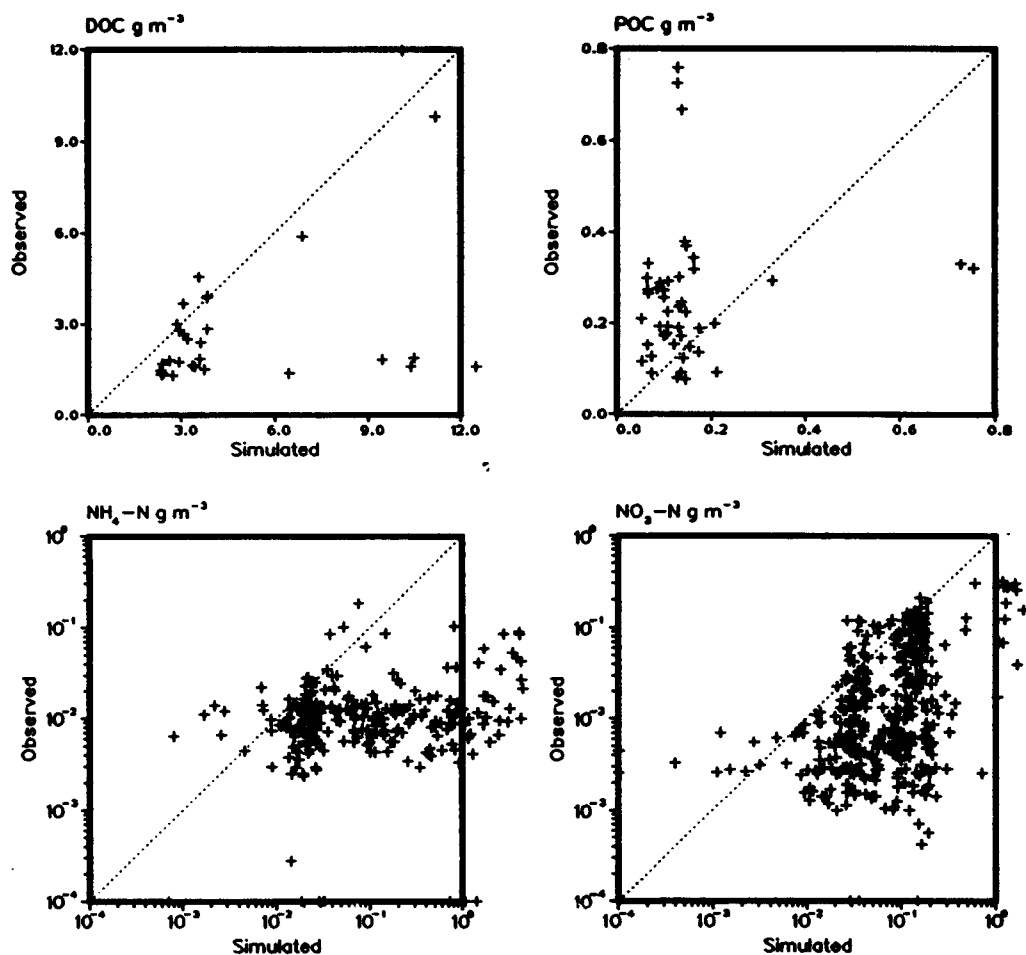 DOC g m⁻³
12.0
9.0
6.0
3.0
0.0
Observed
0.0 3.0 6.0 9.0 12.0
Simulated
POC g m⁻³
0.8
0.6
0.4
0.2
0.0
Observed
0.0 0.2 0.4 0.6 0.8
Simulated
NH₄-N g m⁻³
10⁰
10⁻¹
10⁻²
10⁻³
10⁻⁴
Observed
10⁻⁴ 10⁻³ 10⁻² 10⁻¹ 10⁰
Simulated
NO₃-N g m⁻³
10⁰
10⁻¹
10⁻²
10⁻³
10⁻⁴
Observed
10⁻⁴ 10⁻³ 10⁻² 10⁻¹ 10⁰
Simulated